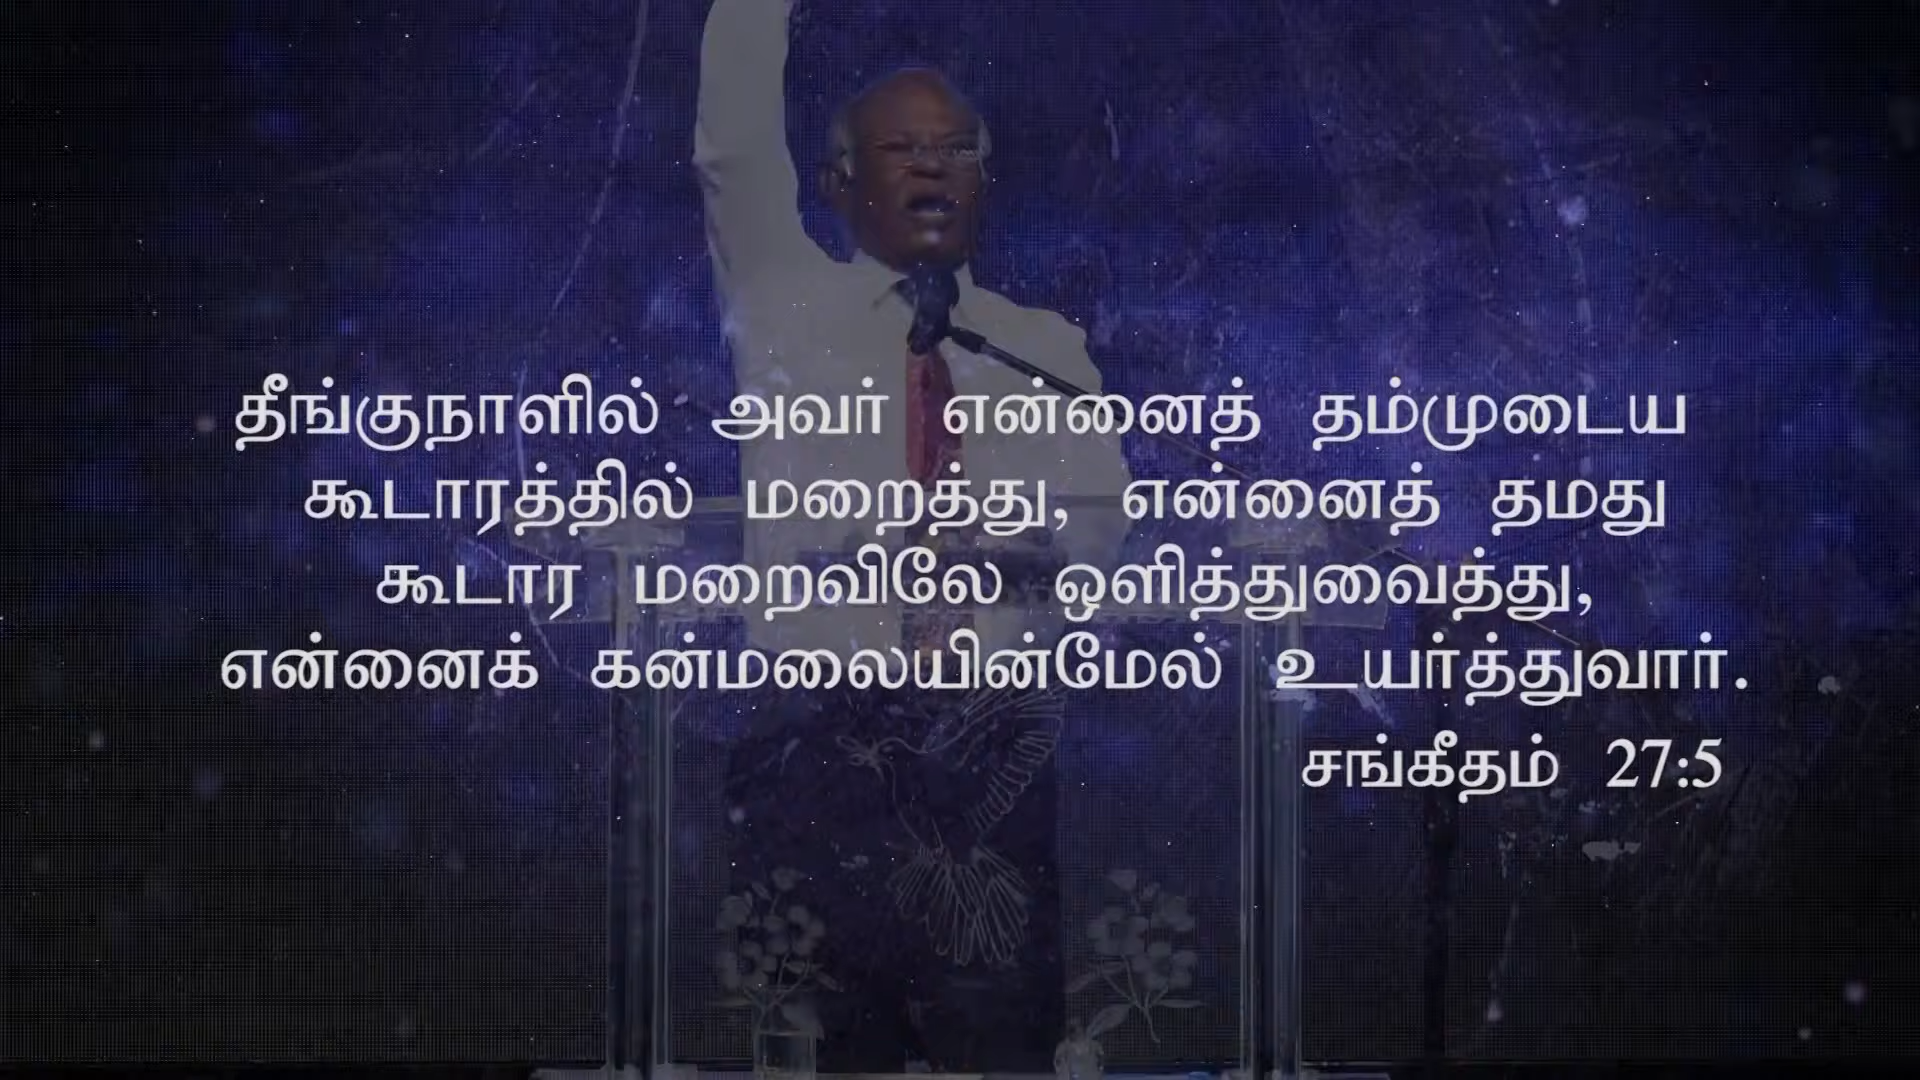 தீங்குநாளில் அவர் என்னைத் தம்முடைய
கூடாரத்தில் மறைத்து, என்னைத் தமது
கூடார மறைவிலே ஒளித்துவைத்து,
என்னைக் கன்மலையின்மேல் உயர்த்துவார்.
சங்கீதம் 27:5